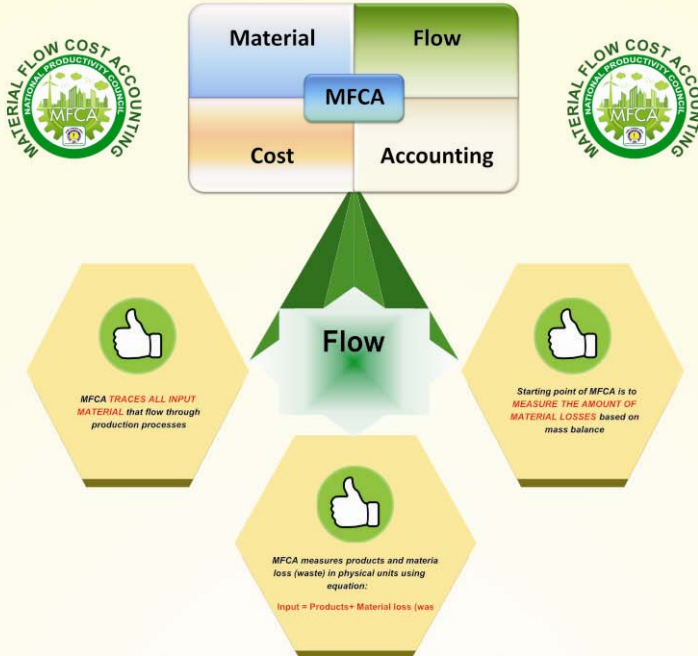 MATERIAL FLOW COST ACCOUNTING
NATIONAL PRODUCTIVITY COUNCIL
MFCA
Material
Flow
MFCA
Cost
Accounting
MATERIAL FLOW COST ACCOUNTING
NATIONAL PRODUCTIVITY COUNCIL
MFCA
Flow
MFCA TRACES ALL INPUT
MATERIAL that flow through
production processes
Starting point of MFCA is to
MEASURE THE AMOUNT OF
MATERIAL LOSSES based on
mass balance
MFCA measures products and materia
loss (waste) in physical units using
equation:
Input = Products+ Material loss (was